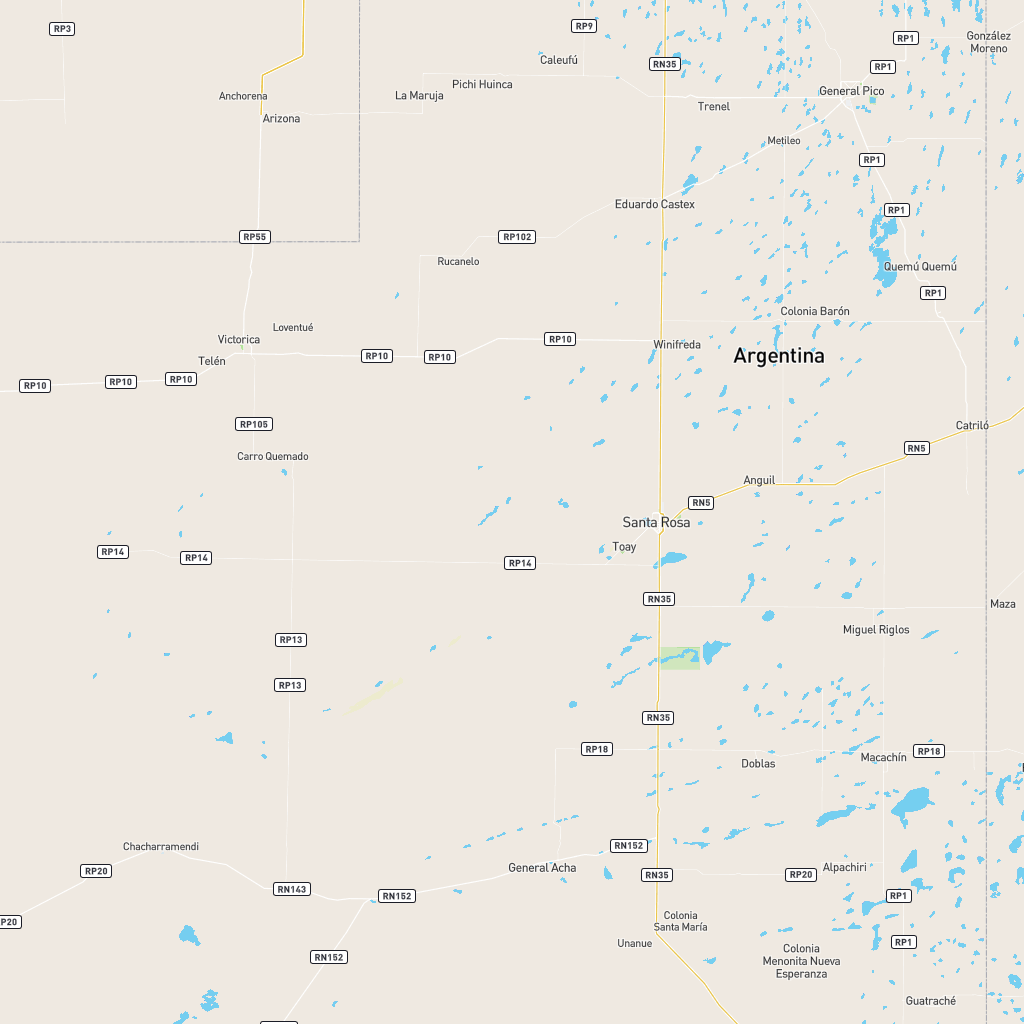 RP3
RP9
RP1
González
Moreno
Caleufú
RN35
RP1
Pichi Huinca
La Maruja
Anchorena
General Pico
Trenel
Arizona
Metileo
RP1
Eduardo Castex
RP1
RP55
RP102
Rucanelo
Quemú Quemú
RP1
Colonia Barón
Loventué
Victorica
RP10
Winifreda
Telén
RP10
RP10
Argentina
RP10
RP10
RP10
RP105
Catriló
RN5
Carro Quemado
Anguil
RN5
Santa Rosa
Toay
RP14
RP14
RP14
RN35
Maza
Miguel Riglos
RP13
RP13
RN35
RP18
Macachín
RP18
Doblas
Chacharramendi
RN152
General Acha
Alpachiri
RP20
RN35
RP20
RN143
RN152
RP1
P20
Colonia
Santa María
Unanue
RP1
RN152
Colonia
Menonita Nueva
Esperanza
Guatraché